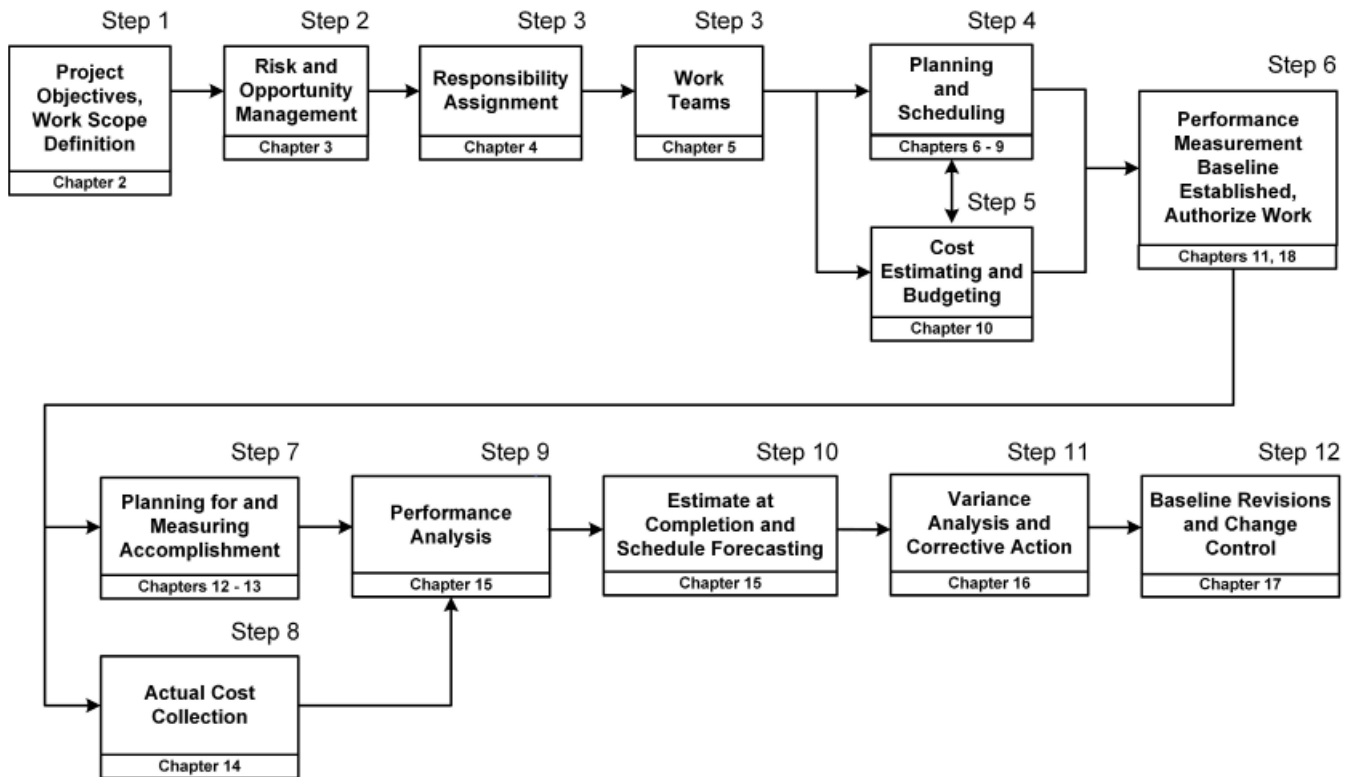 Step 1
Project
Objectives,
Work Scope
Definition
Chapter 2
Step 2
Risk and
Opportunity
Management
Chapter 3
Step 3
Responsibility
Assignment
Chapter 4
Step 3
Work
Teams
Chapter 5
Step 4
Planning
and
Scheduling
Chapters 6 - 9
Step 5
Cost
Estimating and
Budgeting
Chapter 10
Step 6
Performance
Measurement
Baseline
Established,
Authorize Work
Chapters 11, 18
Step 7
Planning for and
Measuring
Accomplishment
Chapters 12 - 13
Step 8
Actual Cost
Collection
Chapter 14
Step 9
Performance
Analysis
Chapter 15
Step 10
Estimate at
Completion and
Schedule Forecasting
Chapter 15
Step 11
Variance
Analysis and
Corrective Action
Chapter 16
Step 12
Baseline Revisions
and Change
Control
Chapter 17